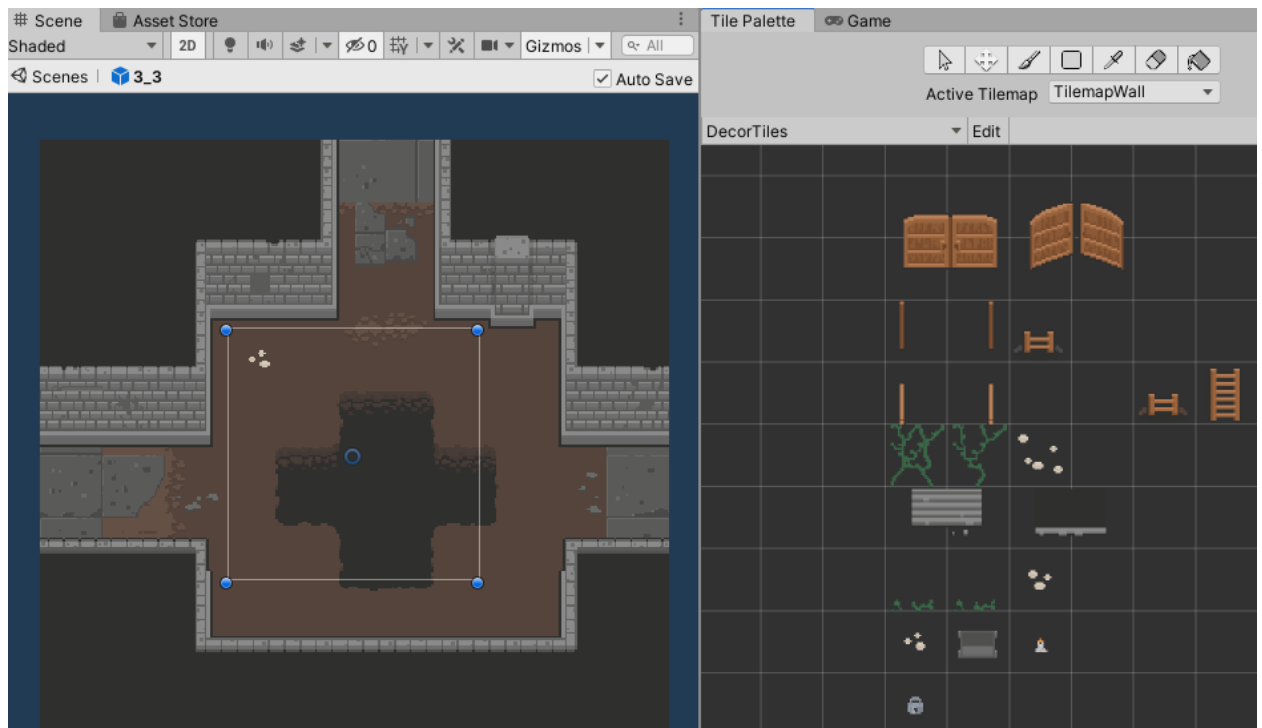 Scene Asset Store
Shaded 2D 0 Gizmos All
Scenes 3_3 Auto Save
Tile Palette Game
Active Tilemap TilemapWall
DecorTiles Edit